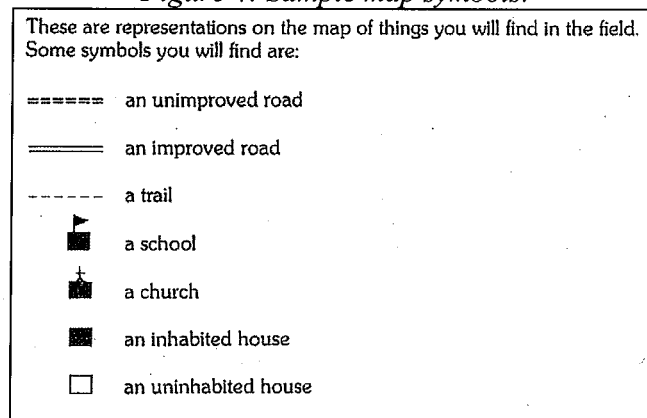 Figure 4. Sample map symbols.
These are representations on the map of things you will find in the field.
Some symbols you will find are:
an unimproved road
an improved road
a trail
a school
a church
an inhabited house
an uninhabited house